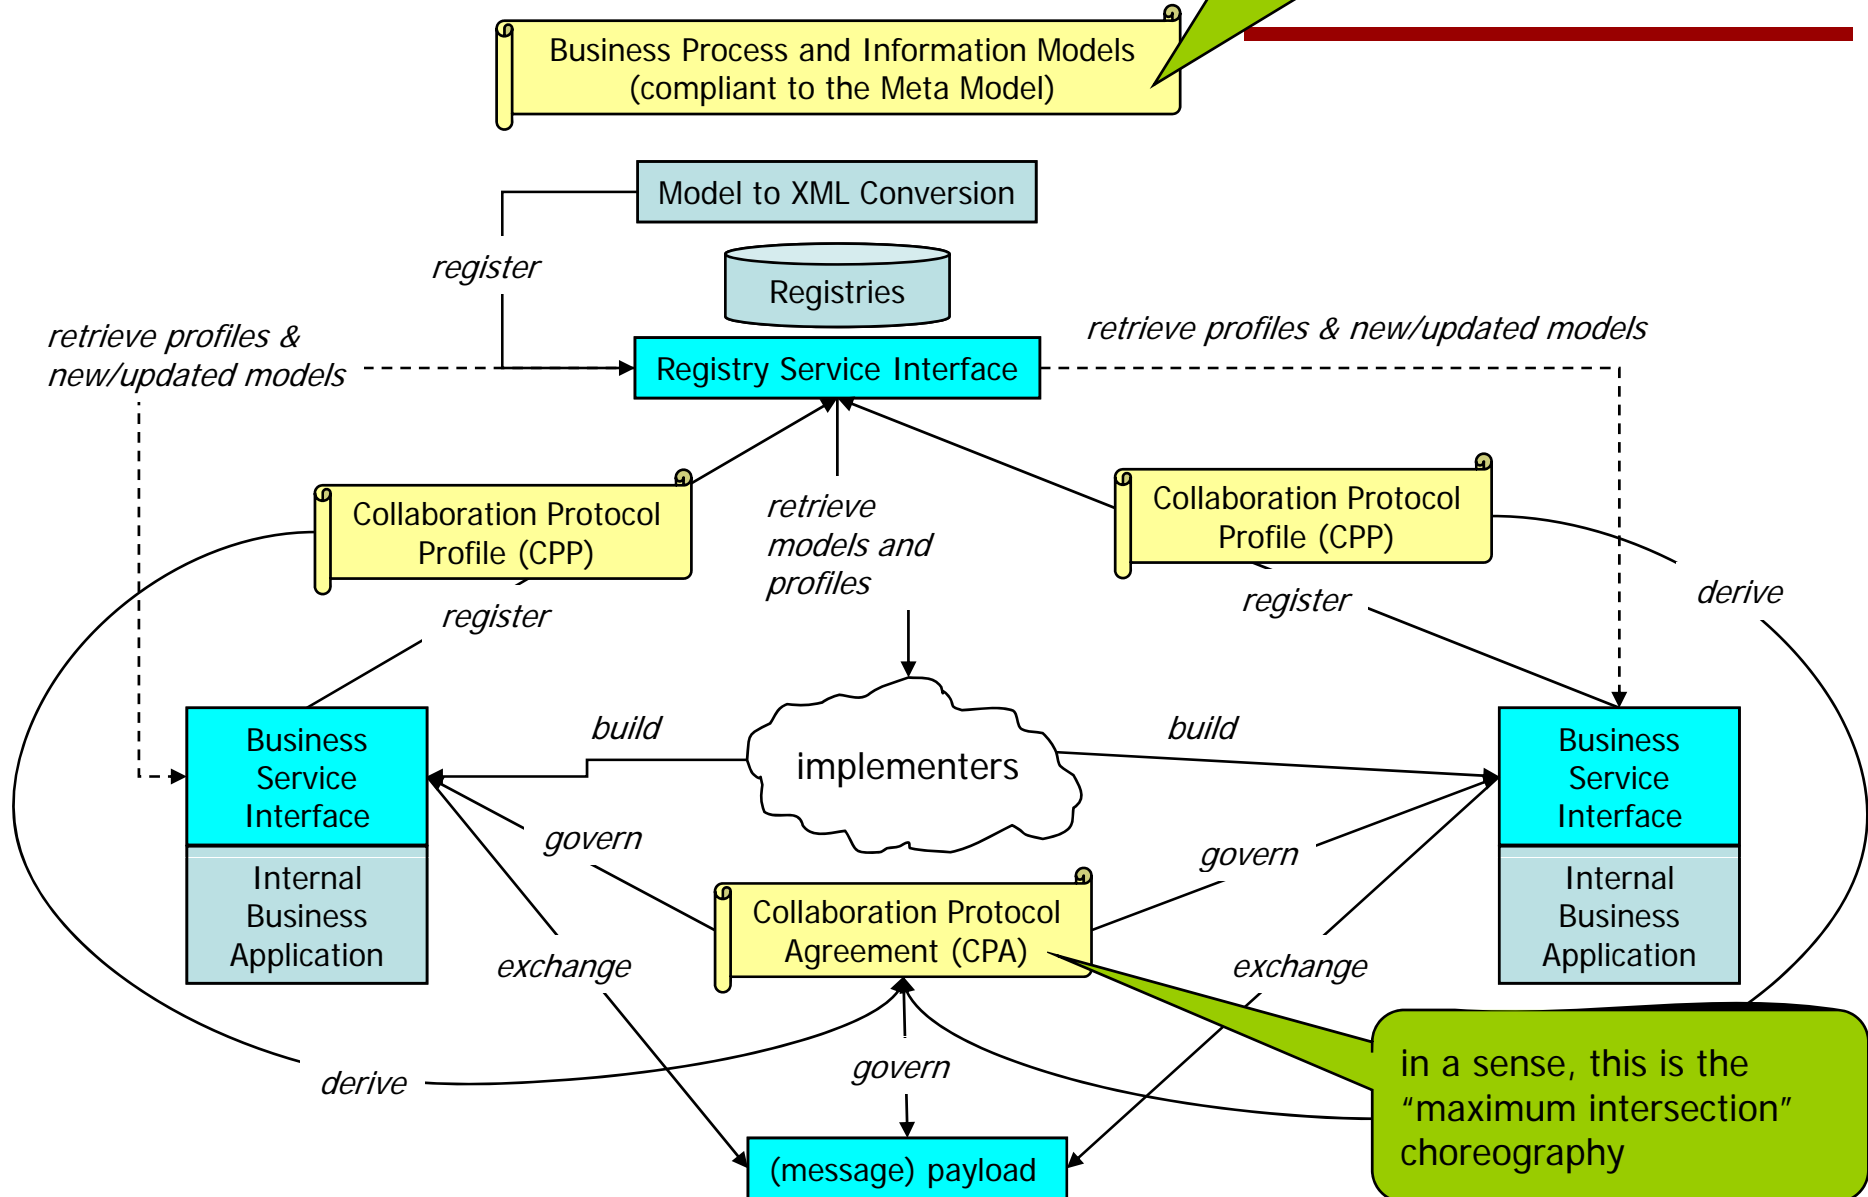 Business Process and Information Models
(compliant to the Meta Model)
Model to XML Conversion
register
Registries
retrieve profiles &
new/updated models
retrieve profiles & new/updated models
Registry Service Interface
Collaboration Protocol
Profile (CPP)
retrieve
models and
profiles
Collaboration Protocol
Profile (CPP)
register
register
derive
build
build
Business
Service
Interface
implementers
Business
Service
Interface
govern
govern
Internal
Business
Application
Collaboration Protocol
Agreement (CPA)
Internal
Business
Application
exchange
exchange
derive
govern
in a sense, this is the
“maximum intersection”
choreography
(message) payload